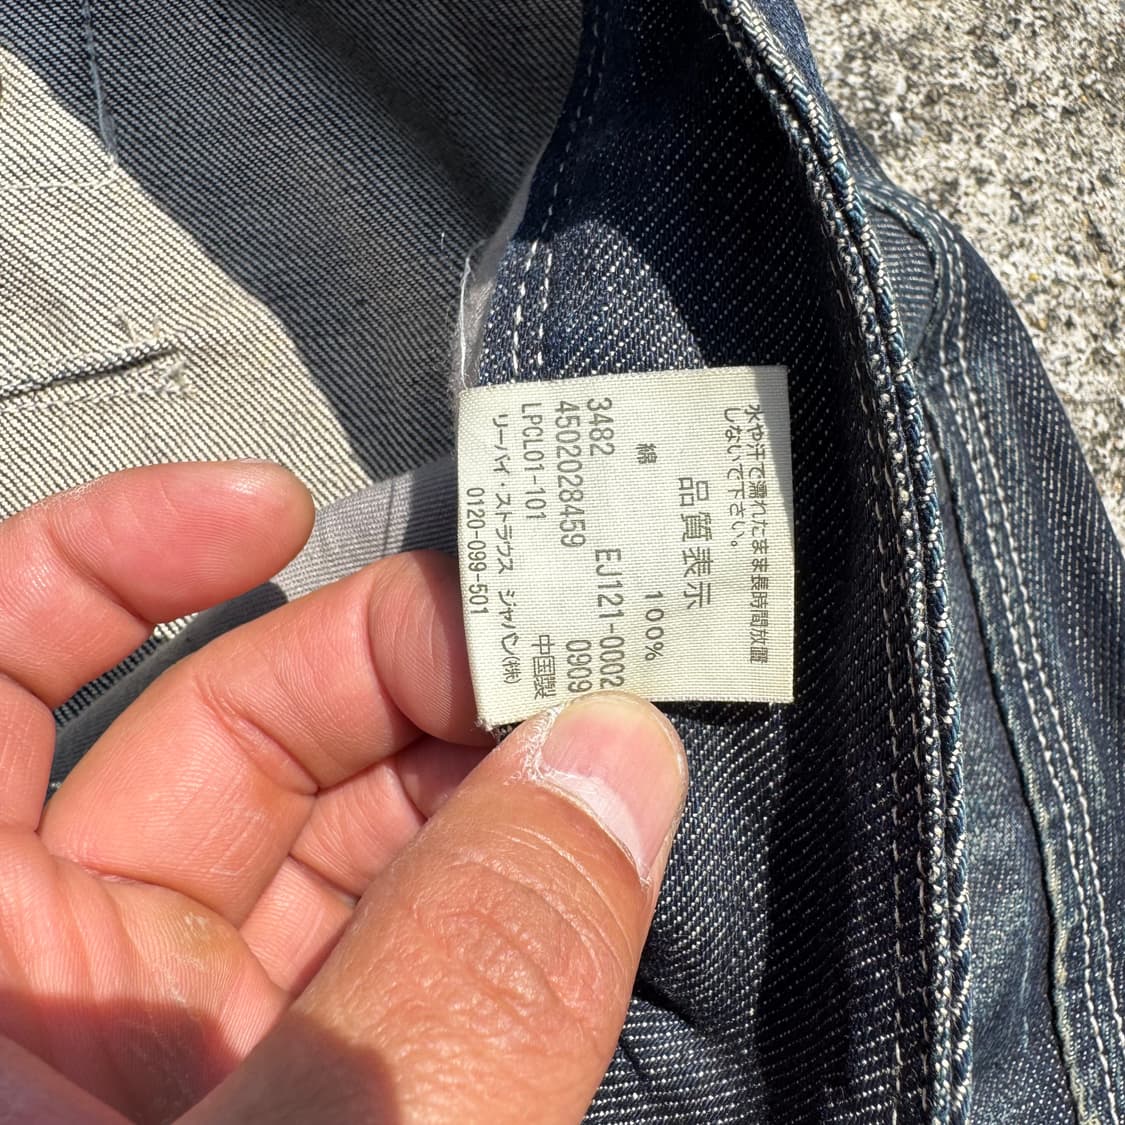 水や汗で濡れたまま長時間放置
しないで下さい。
品質表示
綿 100%
3482 EJ121-0002
4502028459 0909
LPCL01-101 中国製
リーバイ・ストラウス ジャパン(株)
0120-099-501